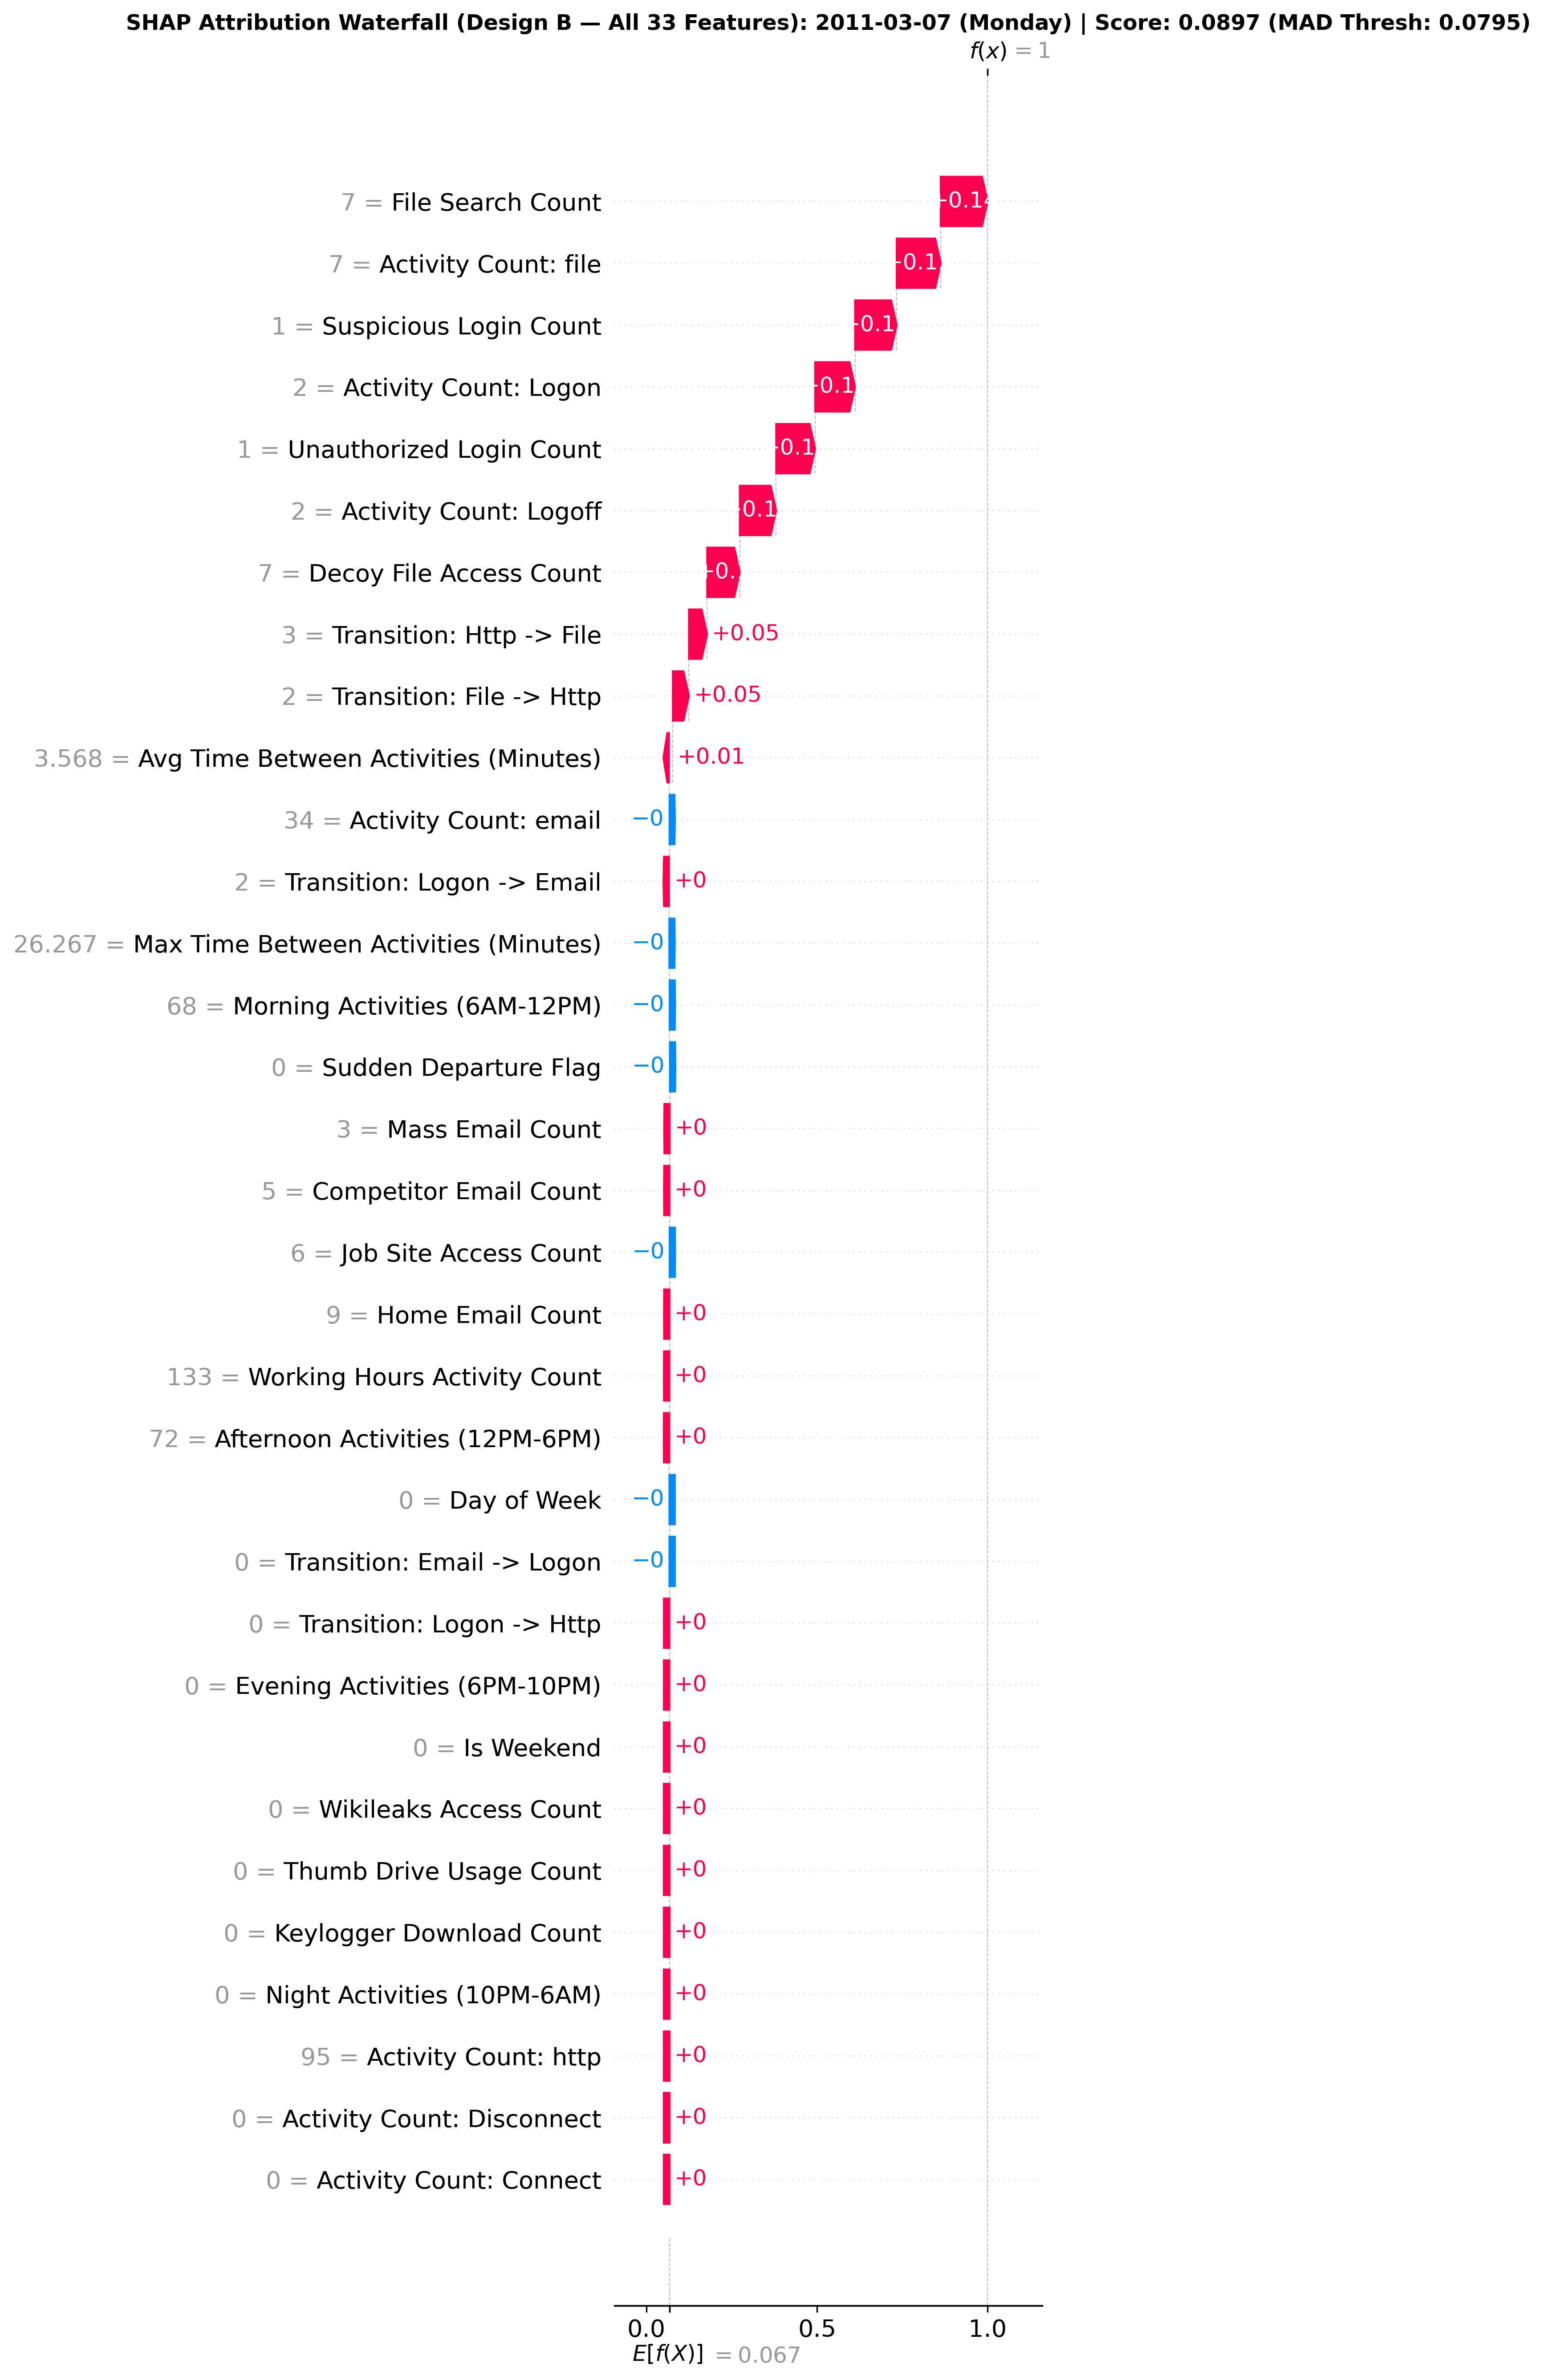 SHAP Attribution Waterfall (Design B — All 33 Features): 2011-03-07 (Monday) | Score: 0.0897 (MAD Thresh: 0.0795)
f(x) = 1
7 = File Search Count
7 = Activity Count: file
1 = Suspicious Login Count
2 = Activity Count: Logon
1 = Unauthorized Login Count
2 = Activity Count: Logoff
7 = Decoy File Access Count
3 = Transition: Http -> File +0.05
2 = Transition: File -> Http +0.05
3.568 = Avg Time Between Activities (Minutes) +0.01
34 = Activity Count: email −0
2 = Transition: Logon -> Email +0
26.267 = Max Time Between Activities (Minutes) −0
68 = Morning Activities (6AM-12PM) −0
0 = Sudden Departure Flag −0
3 = Mass Email Count +0
5 = Competitor Email Count +0
6 = Job Site Access Count −0
9 = Home Email Count +0
133 = Working Hours Activity Count +0
72 = Afternoon Activities (12PM-6PM) +0
0 = Day of Week −0
0 = Transition: Email -> Logon −0
0 = Transition: Logon -> Http +0
0 = Evening Activities (6PM-10PM) +0
0 = Is Weekend +0
0 = Wikileaks Access Count +0
0 = Thumb Drive Usage Count +0
0 = Keylogger Download Count +0
0 = Night Activities (10PM-6AM) +0
95 = Activity Count: http +0
0 = Activity Count: Disconnect +0
0 = Activity Count: Connect +0
0.0 0.5 1.0
E[f(X)] = 0.067